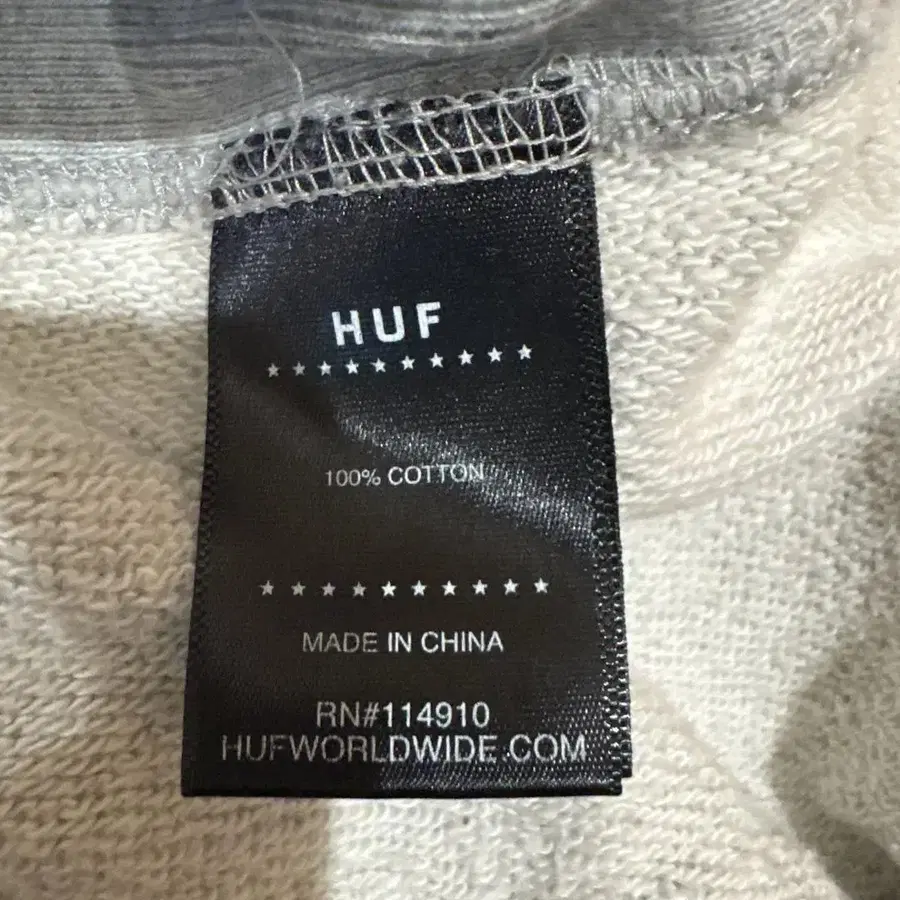 HUF
100% COTTON
MADE IN CHINA
RN#114910
HUFWORLDWIDE.COM